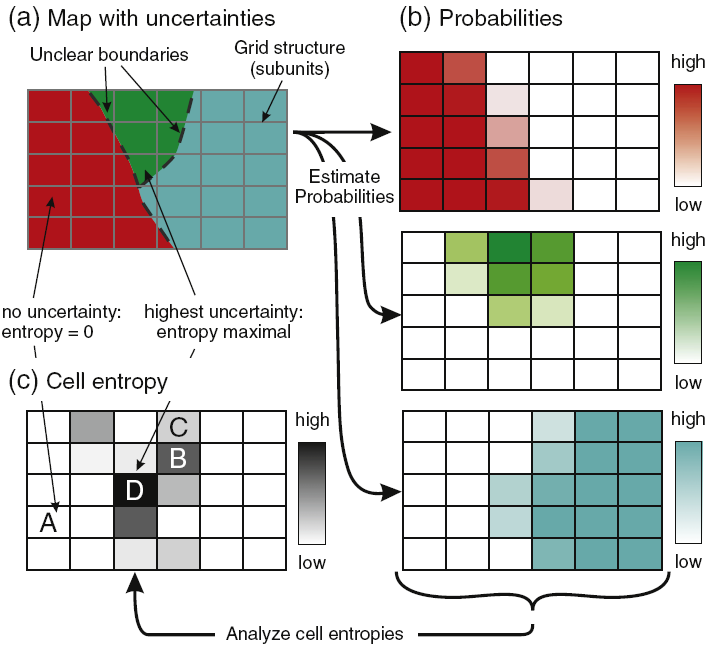 (a) Map with uncertainties
Unclear boundaries
Grid structure
(subunits)
Estimate
Probabilities
no uncertainty:
entropy = 0
highest uncertainty:
entropy maximal
(b) Probabilities
high
low
high
low
high
low
(c) Cell entropy
C
B
D
A
high
low
Analyze cell entropies